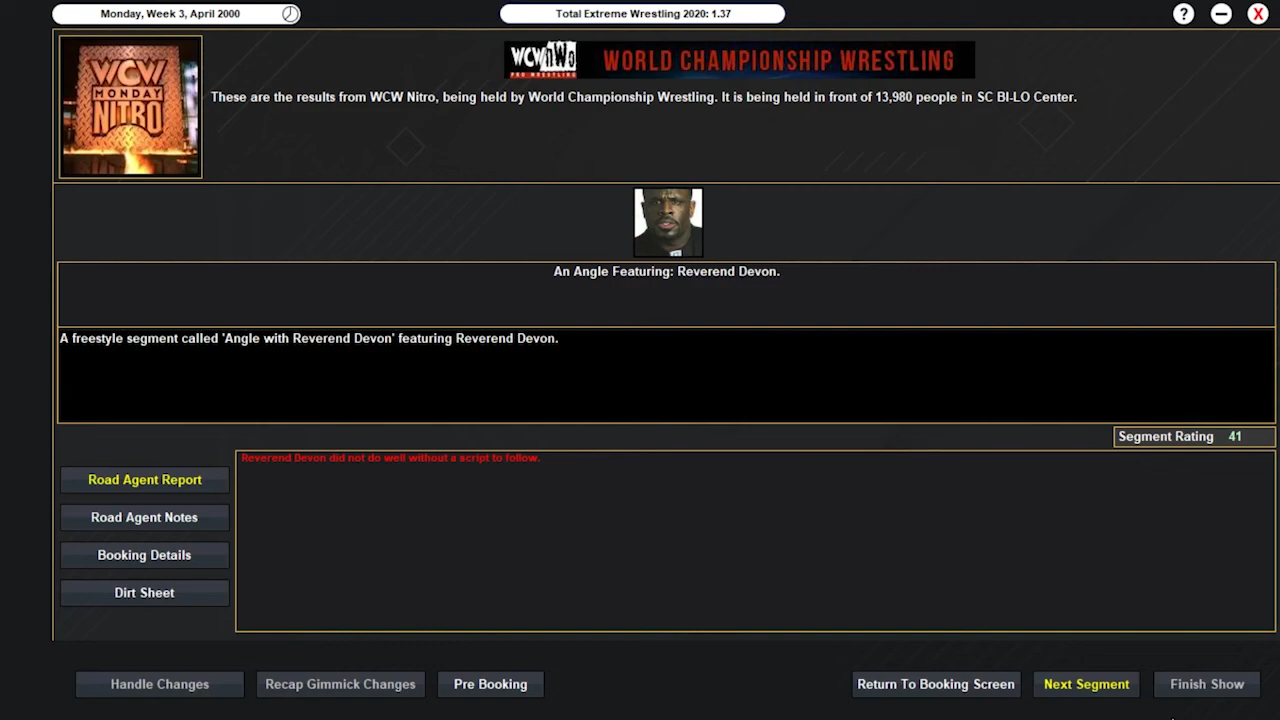 Monday, Week 3, April 2000
Total Extreme Wrestling 2020: 1.37
?
X
WCW
MONDAY
NITRO
WCW nWo
PRO WRESTLING
WORLD CHAMPIONSHIP WRESTLING
These are the results from WCW Nitro, being held by World Championship Wrestling. It is being held in front of 13,980 people in SC BI-LO Center.
An Angle Featuring: Reverend Devon.
A freestyle segment called 'Angle with Reverend Devon' featuring Reverend Devon.
Segment Rating 41
Reverend Devon did not do well without a script to follow.
Road Agent Report
Road Agent Notes
Booking Details
Dirt Sheet
Handle Changes
Recap Gimmick Changes
Pre Booking
Return To Booking Screen
Next Segment
Finish Show